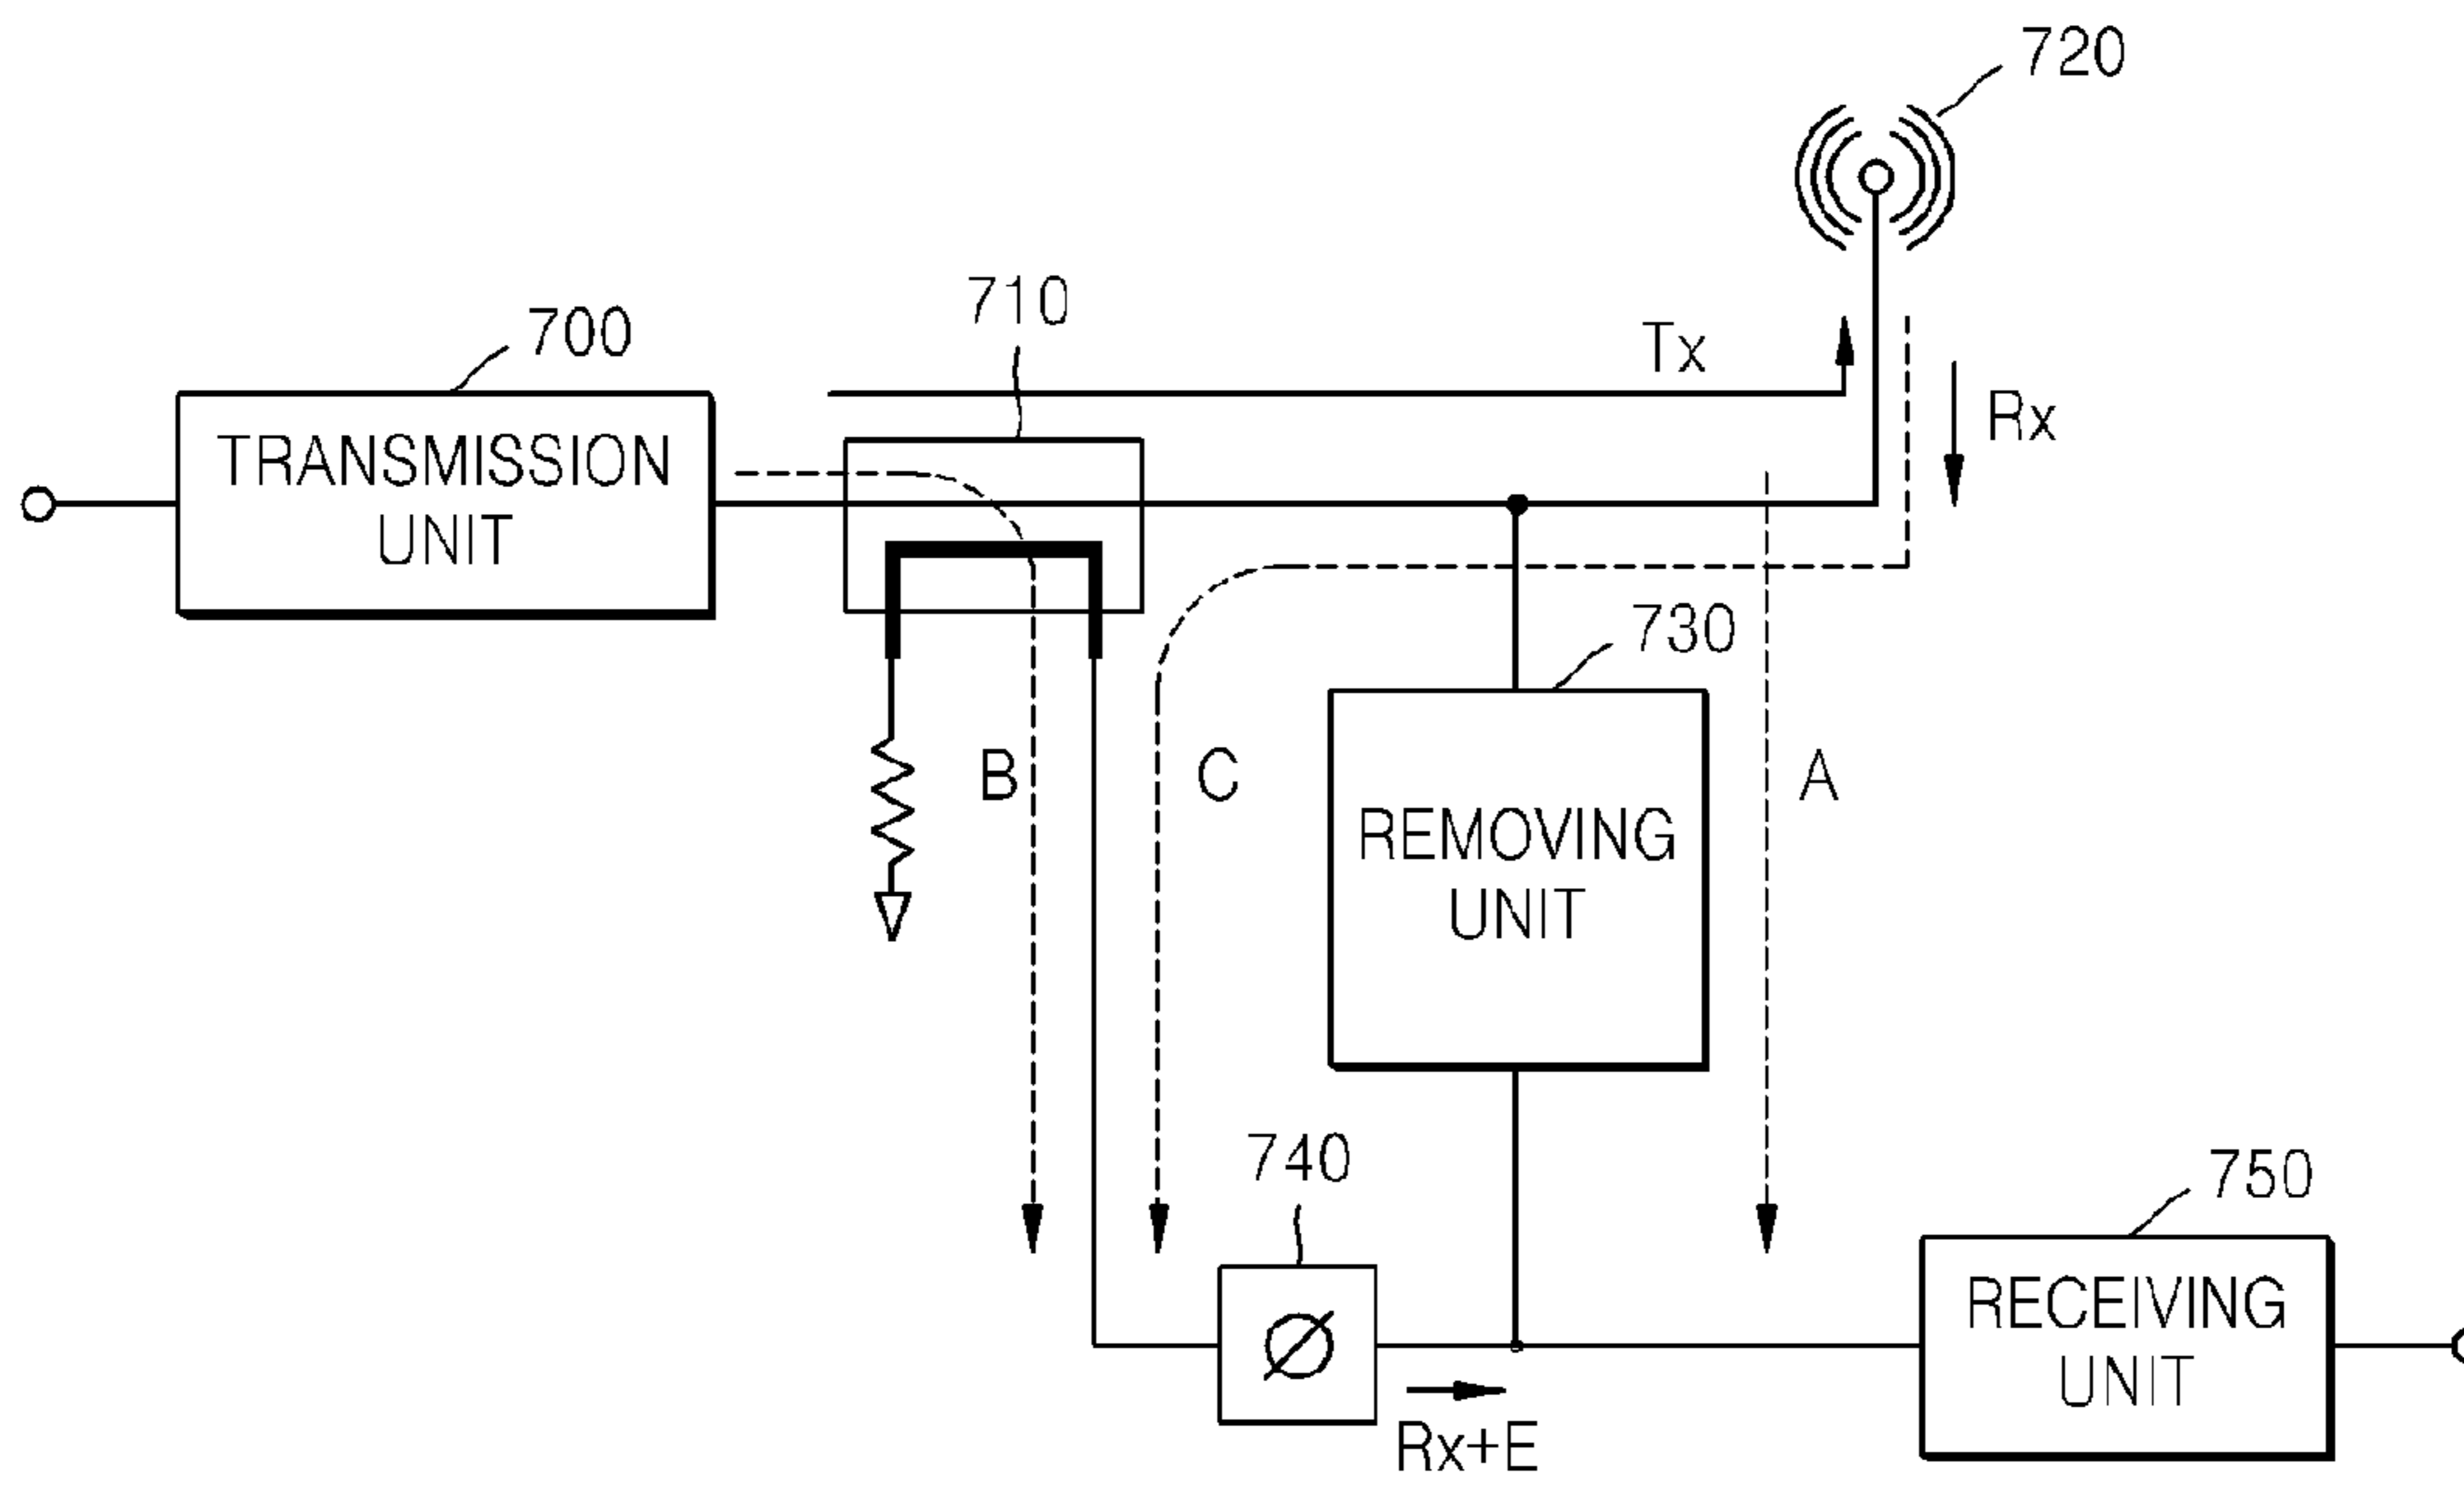 720
710
700
Tx
Rx
TRANSMISSION
UNIT
730
B
C
A
REMOVING
UNIT
740
750
RECEIVING
UNIT
Ø
Rx+E